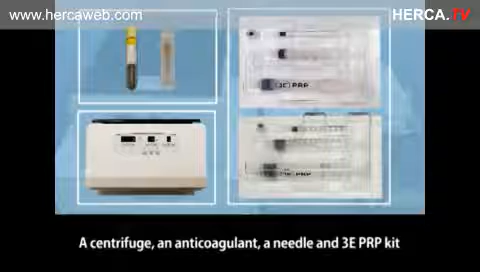 www.hercaweb.com
HERCA.TV
3E PRP
3E PRP
A centrifuge, an anticoagulant, a needle and 3E PRP kit